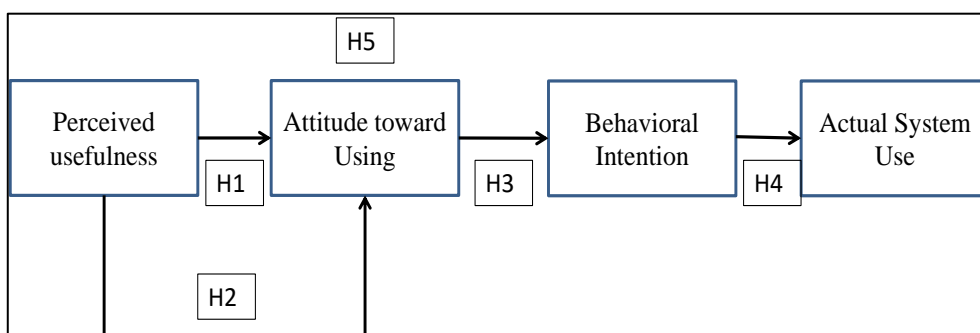 H5
Perceived
usefulness
Attitude toward
Using
Behavioral
Intention
Actual System
Use
H1
H3
H4
H2